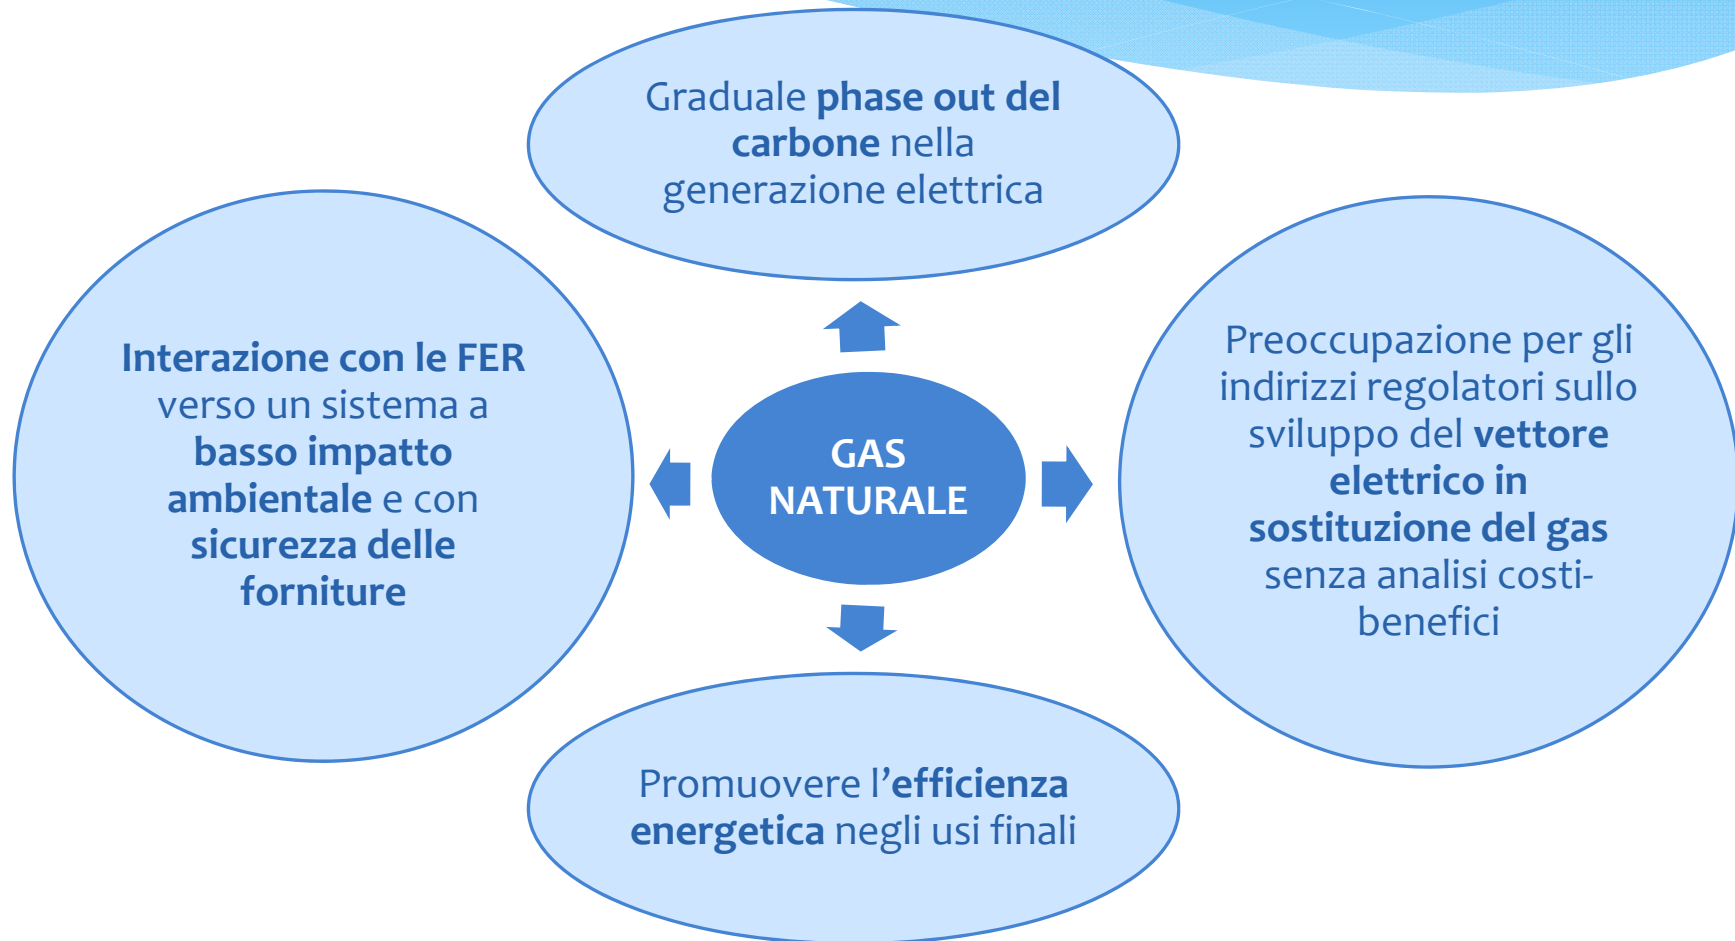 Graduale phase out del
carbone nella
generazione elettrica
Interazione con le FER
verso un sistema a
basso impatto
ambientale e con
sicurezza delle
forniture
GAS
NATURALE
Preoccupazione per gli
indirizzi regolatori sullo
sviluppo del vettore
elettrico in
sostituzione del gas
senza analisi costi-
benefici
Promuovere l’efficienza
energetica negli usi finali